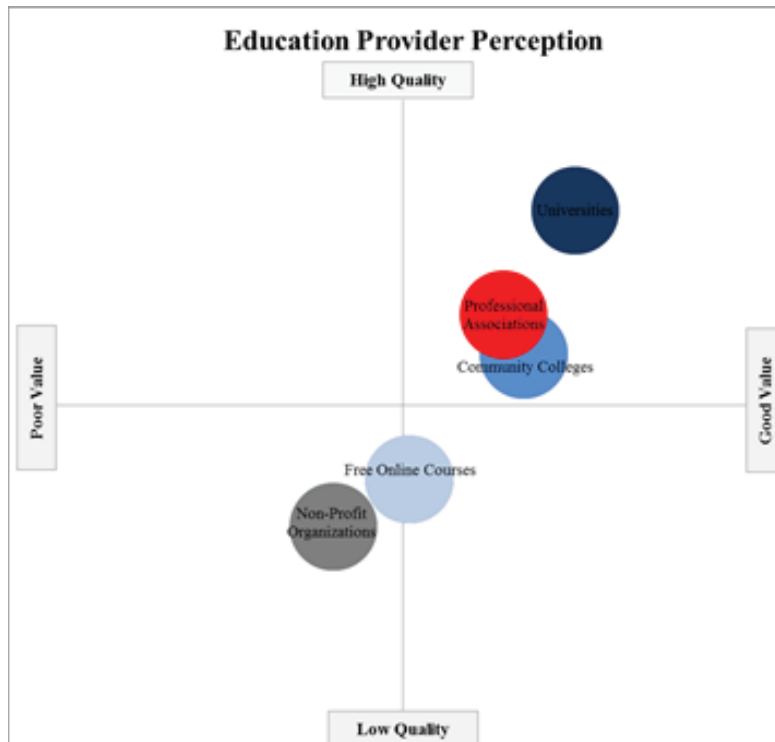 Education Provider Perception
High Quality
Universities
Professional
Associations
Community Colleges
Poor Value
Good Value
Free Online Courses
Non-Profit
Organizations
Low Quality